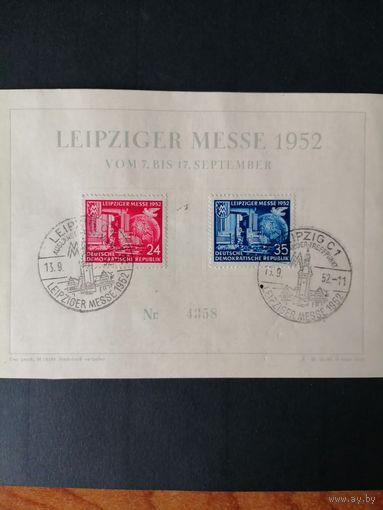 LEIPZIGER MESSE 1952
VOM 7. BIS 17. SEPTEMBER
LEIPZIGER MESSE 1952
24
DEUTSCHE
DEMOKRATISCHE REPUBLIK
LEIPZIGER MESSE 1952
35
DEUTSCHE
DEMOKRATISCHE REPUBLIK
13.9.
LEIPZIGER MESSE 1952
LEIPZIG C1
13.9.
52-11
LEIPZIGER MESSE 1952
Nr. 4358
ay.by